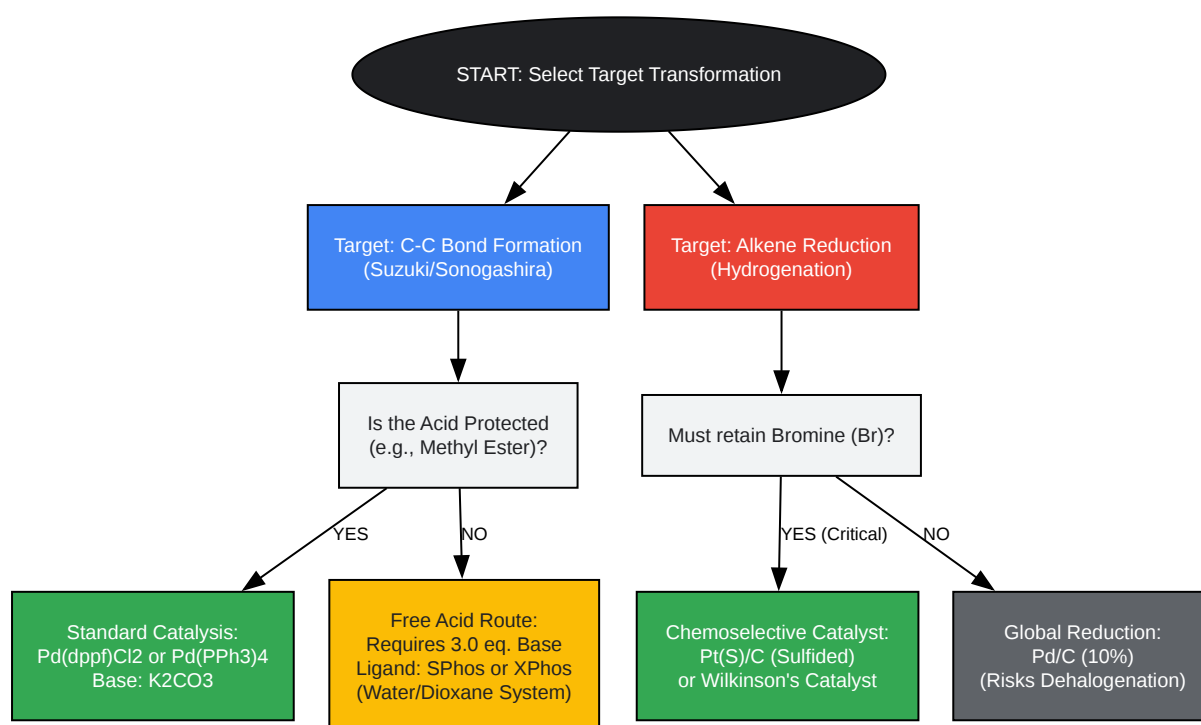 START: Select Target Transformation
Target: C-C Bond Formation
(Suzuki/Sonogashira)
Target: Alkene Reduction
(Hydrogenation)
Is the Acid Protected
(e.g., Methyl Ester)?
Must retain Bromine (Br)?
YES
NO
YES (Critical)
NO
Standard Catalysis:
Pd(dppf)Cl2 or Pd(PPh3)4
Base: K2CO3
Free Acid Route:
Requires 3.0 eq. Base
Ligand: SPhos or XPhos
(Water/Dioxane System)
Chemoselective Catalyst:
Pt(S)/C (Sulfided)
or Wilkinson's Catalyst
Global Reduction:
Pd/C (10%)
(Risks Dehalogenation)